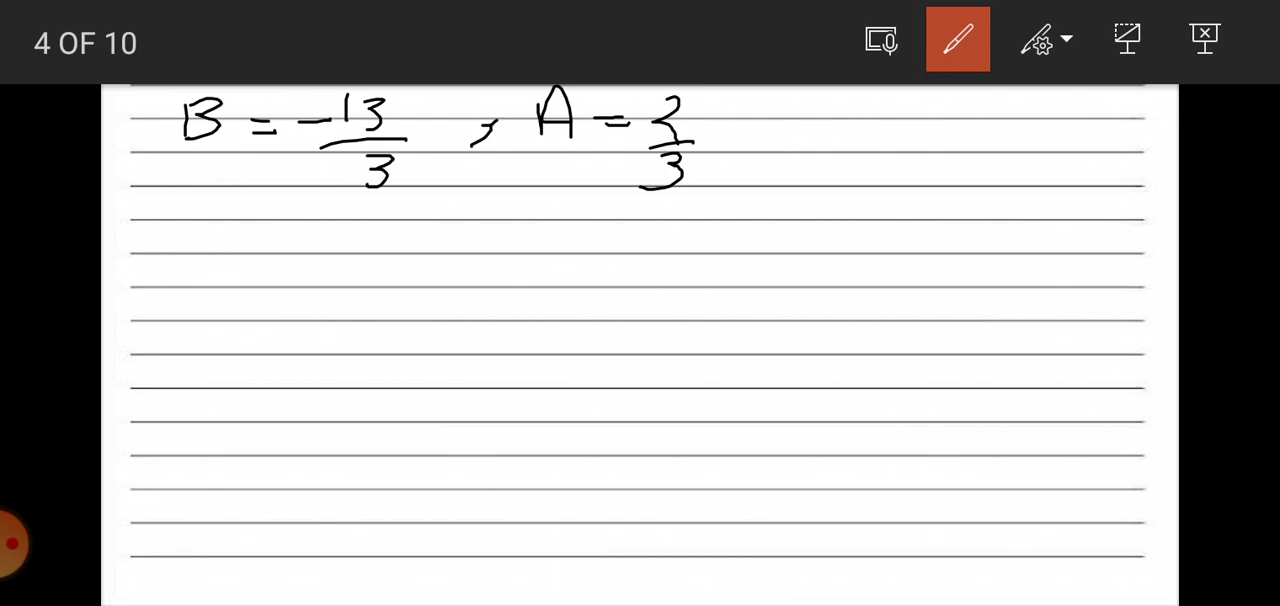 4 OF 10
B = -13/3 , A = 2/3